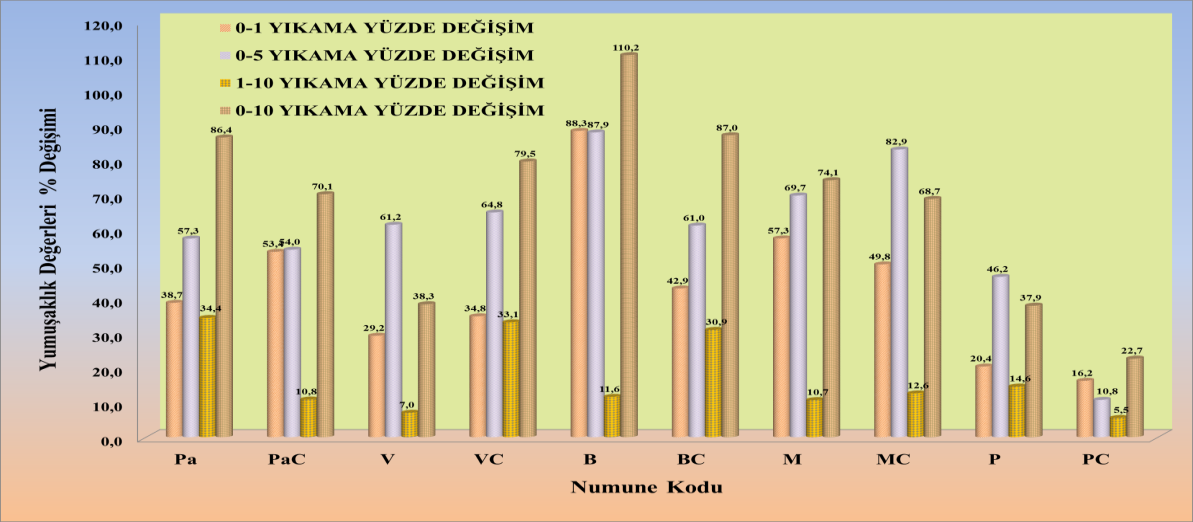 0-1 YIKAMA YÜZDE DEĞİŞİM
0-5 YIKAMA YÜZDE DEĞİŞİM
1-10 YIKAMA YÜZDE DEĞİŞİM
0-10 YIKAMA YÜZDE DEĞİŞİM
Yumuşaklık Değerleri % Değişimi
120,0
110,0
100,0
90,0
80,0
70,0
60,0
50,0
40,0
30,0
20,0
10,0
0,0
38,7 57,3 34,4 86,4
53,4 54,0 10,8 70,1
29,2 61,2 7,0 38,3
34,8 64,8 33,1 79,5
88,3 87,9 11,6 110,2
42,9 61,0 30,9 87,0
57,3 69,7 10,7 74,1
49,8 82,9 12,6 68,7
20,4 46,2 14,6 37,9
16,2 10,8 5,5 22,7
Pa PaC V VC B BC M MC P PC
Numune Kodu